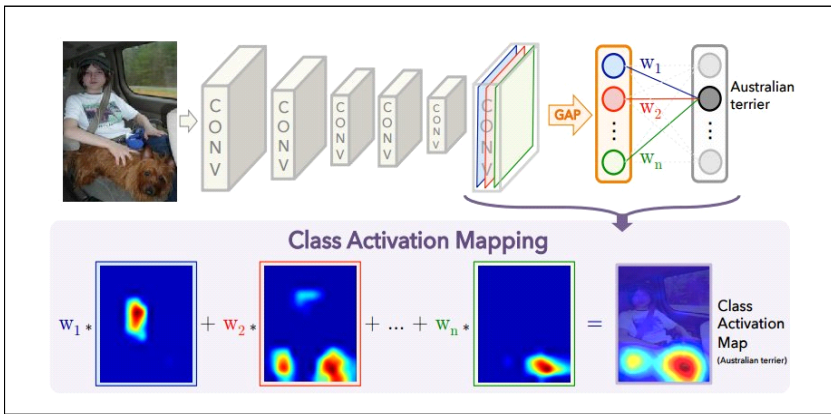 CONV
CONV
CONV
CONV
CONV
CONV
GAP
w1
w2
wn
Australian
terrier
Class Activation Mapping
w1 * + w2 * + ... + wn * =
Class
Activation
Map
(Australian terrier)